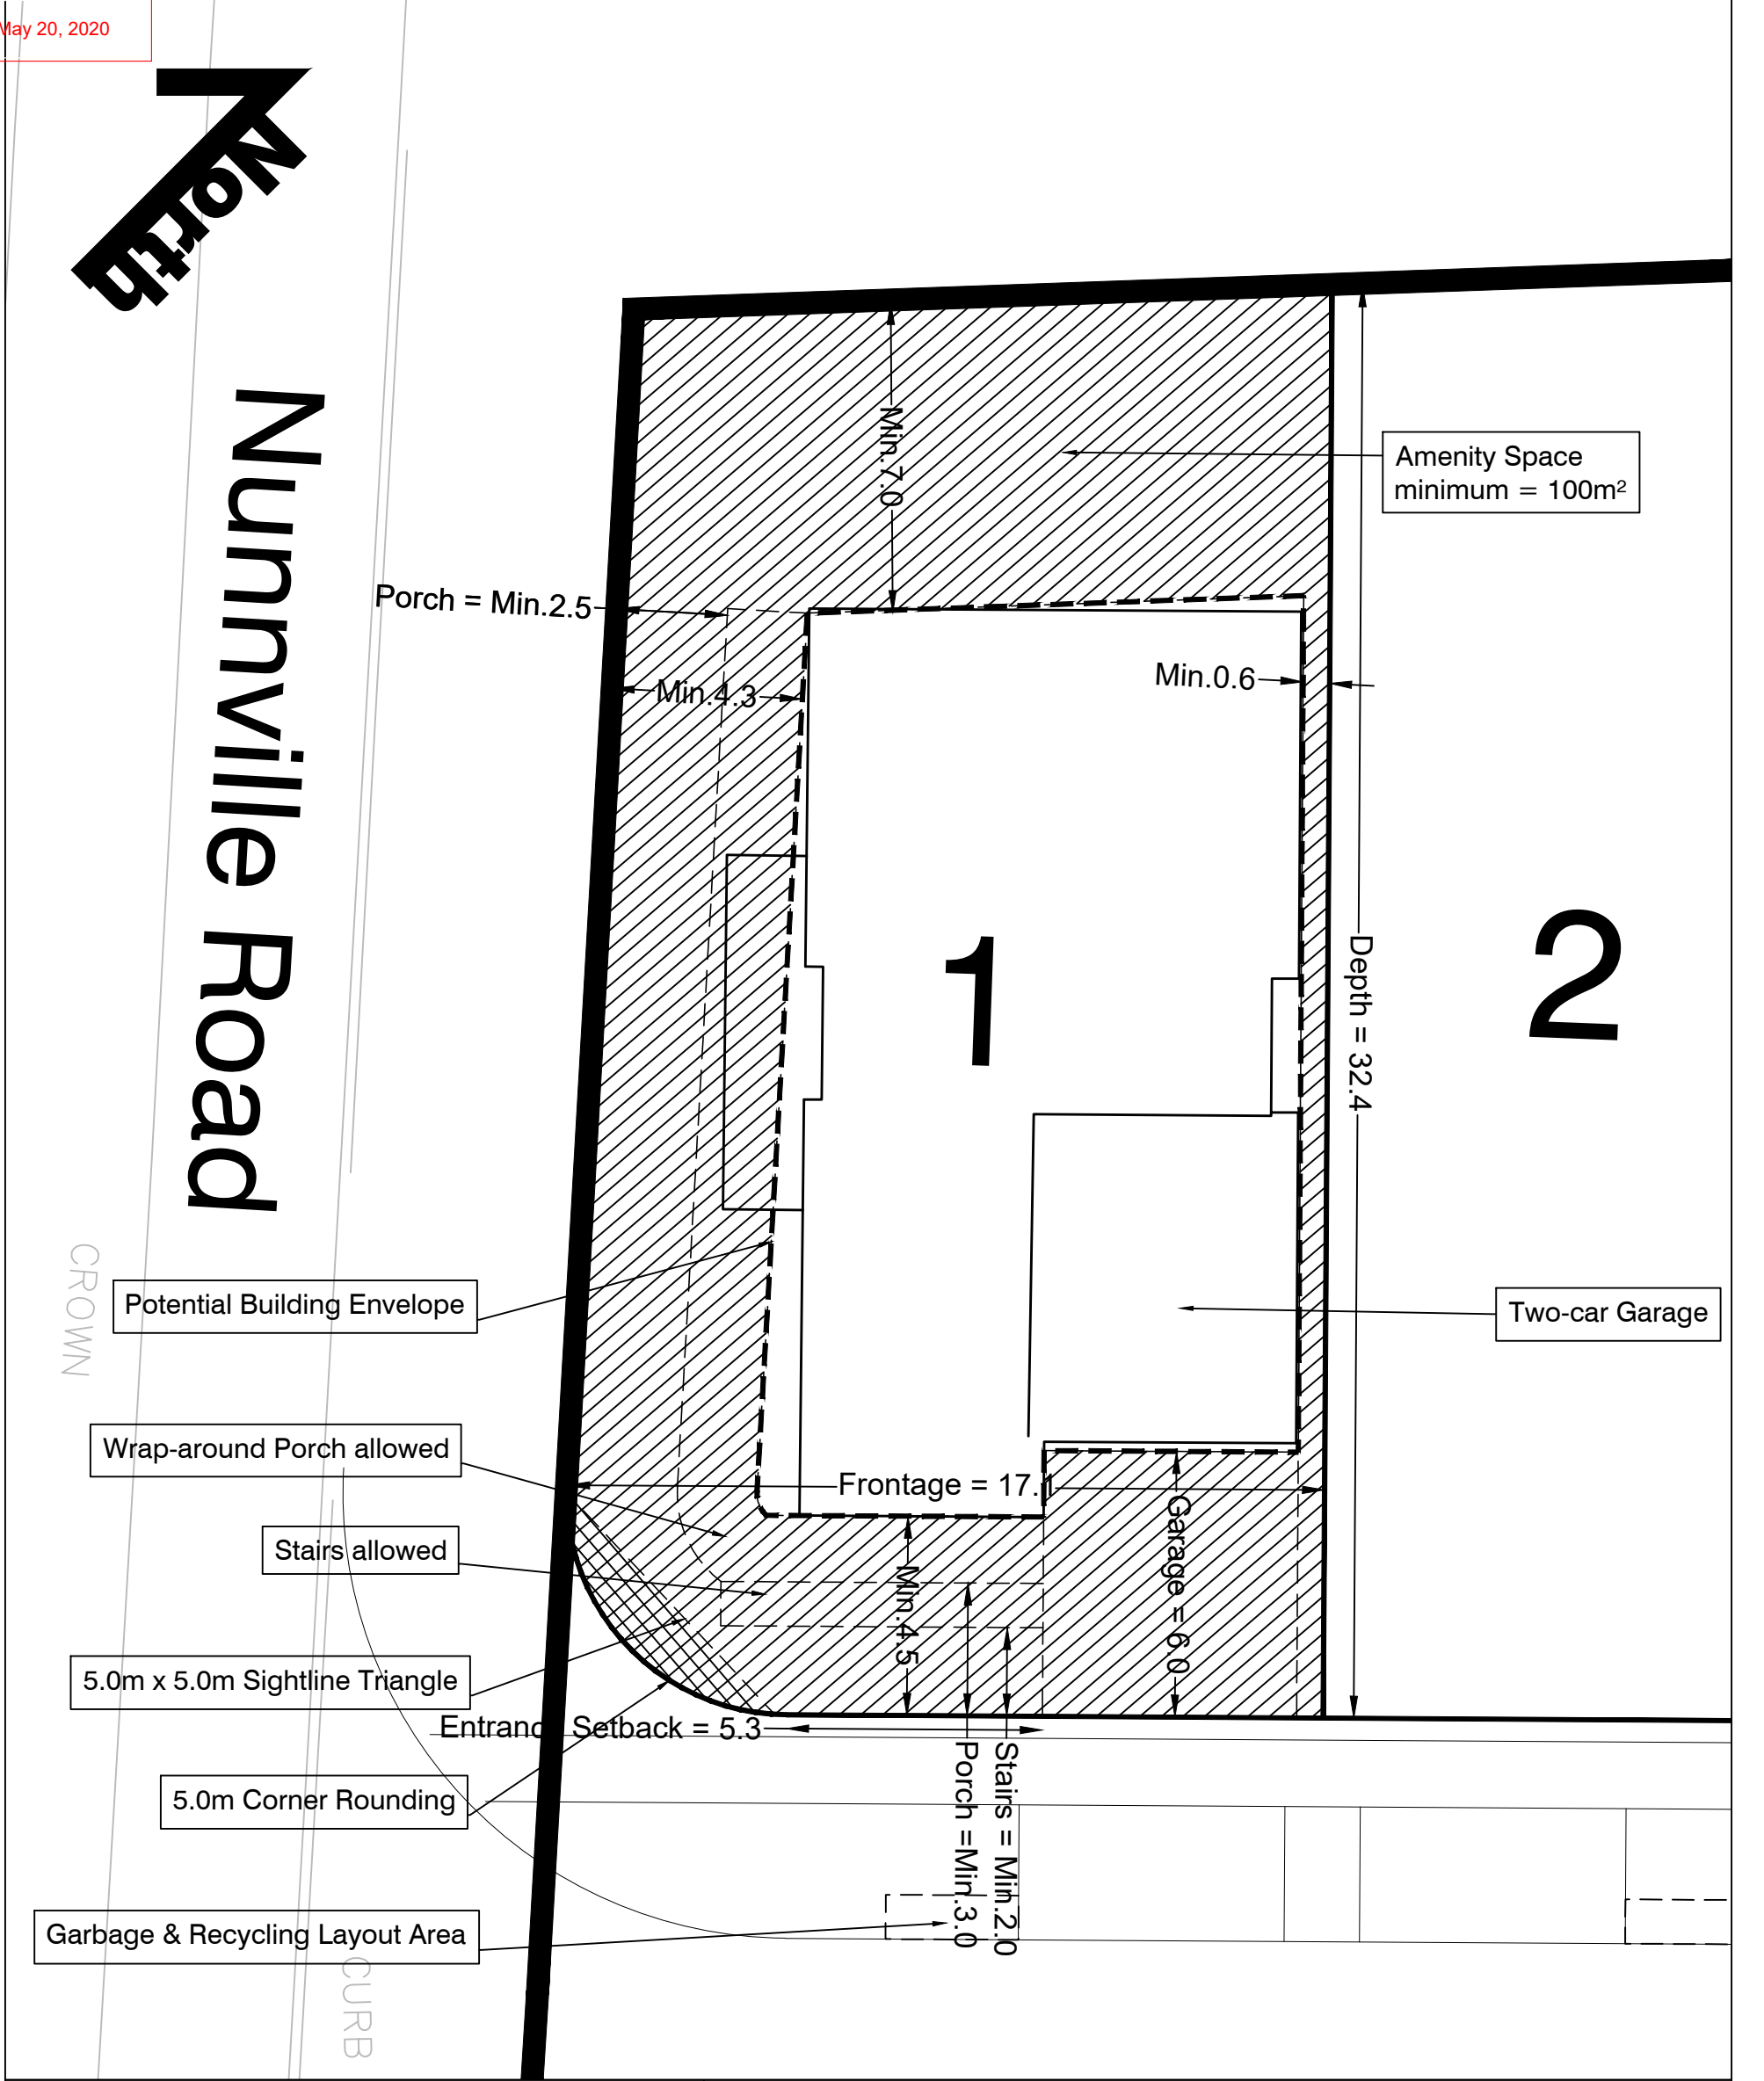 May 20, 2020
North
Nunnville Road
Min.7.0
Amenity Space
minimum = 100m²
Porch = Min.2.5
Min.4.3
Min.0.6
1
2
Depth = 32.4
CROWN
Potential Building Envelope
Two-car Garage
Wrap-around Porch allowed
Frontage = 17.1
Stairs allowed
Min.4.5
Garage = 6.0
5.0m x 5.0m Sightline Triangle
Entrance Setback = 5.3
5.0m Corner Rounding
Porch =Min.3.0
Stairs = Min.2.0
Garbage & Recycling Layout Area
CURB